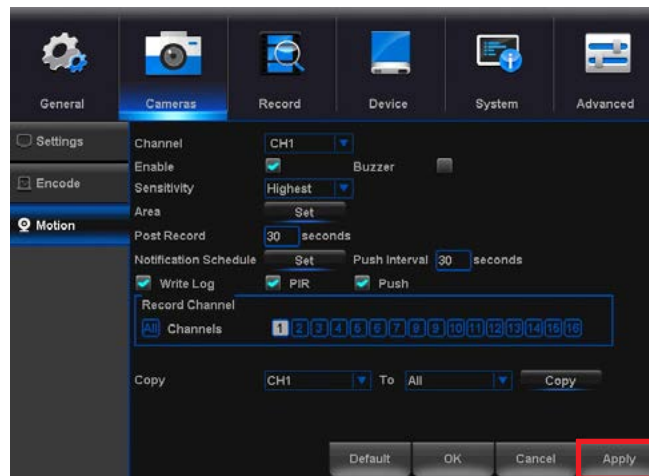 General Cameras Record Device System Advanced
Settings
Encode
Motion
Channel CH1
Enable Buzzer
Sensitivity Highest
Area Set
Post Record 30 seconds
Notification Schedule Set Push Interval 30 seconds
Write Log PIR Push
Record Channel
All Channels 1 2 3 4 5 6 7 8 9 10 11 12 13 14 15 16
Copy CH1 To All Copy
Default OK Cancel Apply